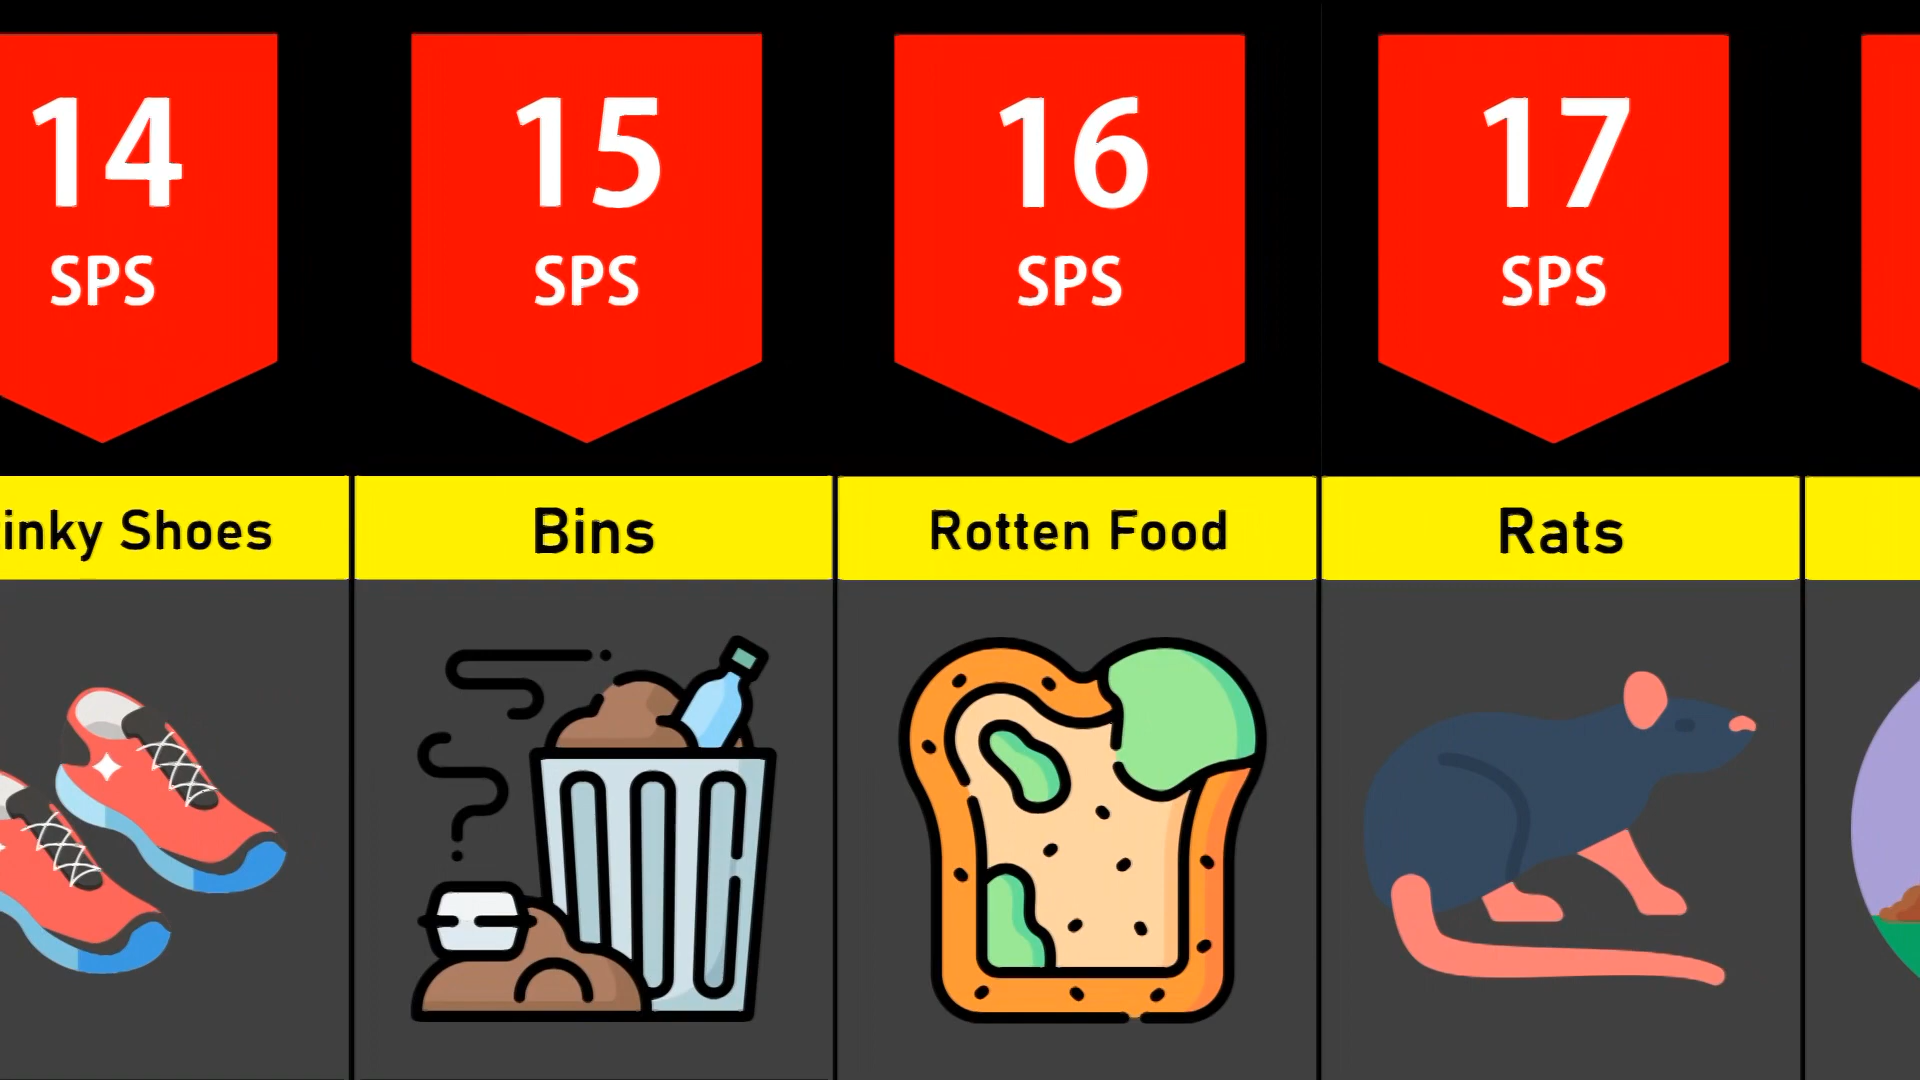 14
SPS
15
SPS
16
SPS
17
SPS
inky Shoes
Bins
Rotten Food
Rats